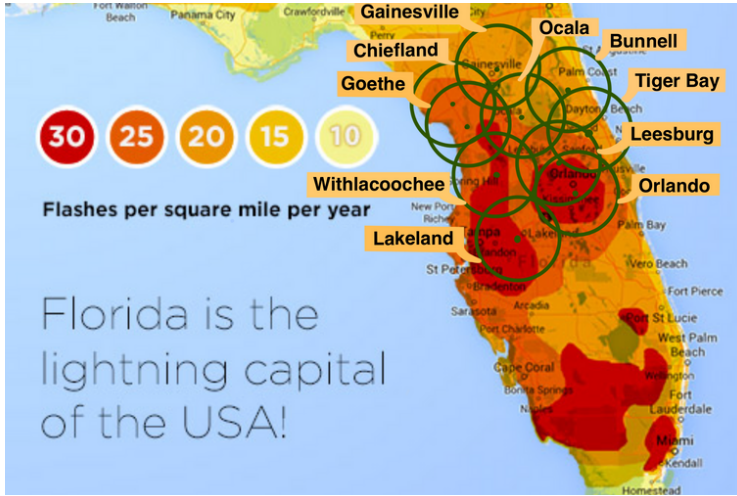 Fort Walton
Beach
Panama City
Crawfordville
Gainesville
City
Perry
Ocala
Chiefland
Bunnell
Gainesville
Palm Coast
Goethe
Tiger Bay
30
25
20
15
10
Daytona Beach
Leesburg
Orlando
Withlacoochee
Spring Hill
Orlando
Kissimmee
Flashes per square mile per year
New Port
Richey
Palm Bay
Lakeland
Tampa
Lakeland
Brandon
Florida
St Petersburg
Vero Beach
Bradenton
Fort Pierce
Florida is the
lightning capital
of the USA!
Arcadia
Sarasota
Port St Lucie
Port Charlotte
West Palm
Beach
Cape Coral
Wellington
Bonita Springs
Fort
Lauderdale
Naples
Miami
Kendall
Homestead